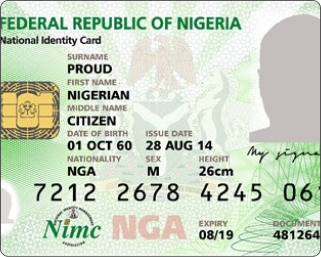 FEDERAL REPUBLIC OF NIGERIA
National Identity Card
SURNAME
PROUD
FIRST NAME
NIGERIAN
MIDDLE NAME
CITIZEN
DATE OF BIRTH ISSUE DATE
01 OCT 60 28 AUG 14
NATIONALITY SEX HEIGHT
NGA M 26cm
My signa
7212 2678 4245 06
Nimc NGA
EXPIRY DOCUMENT
08/19 481264